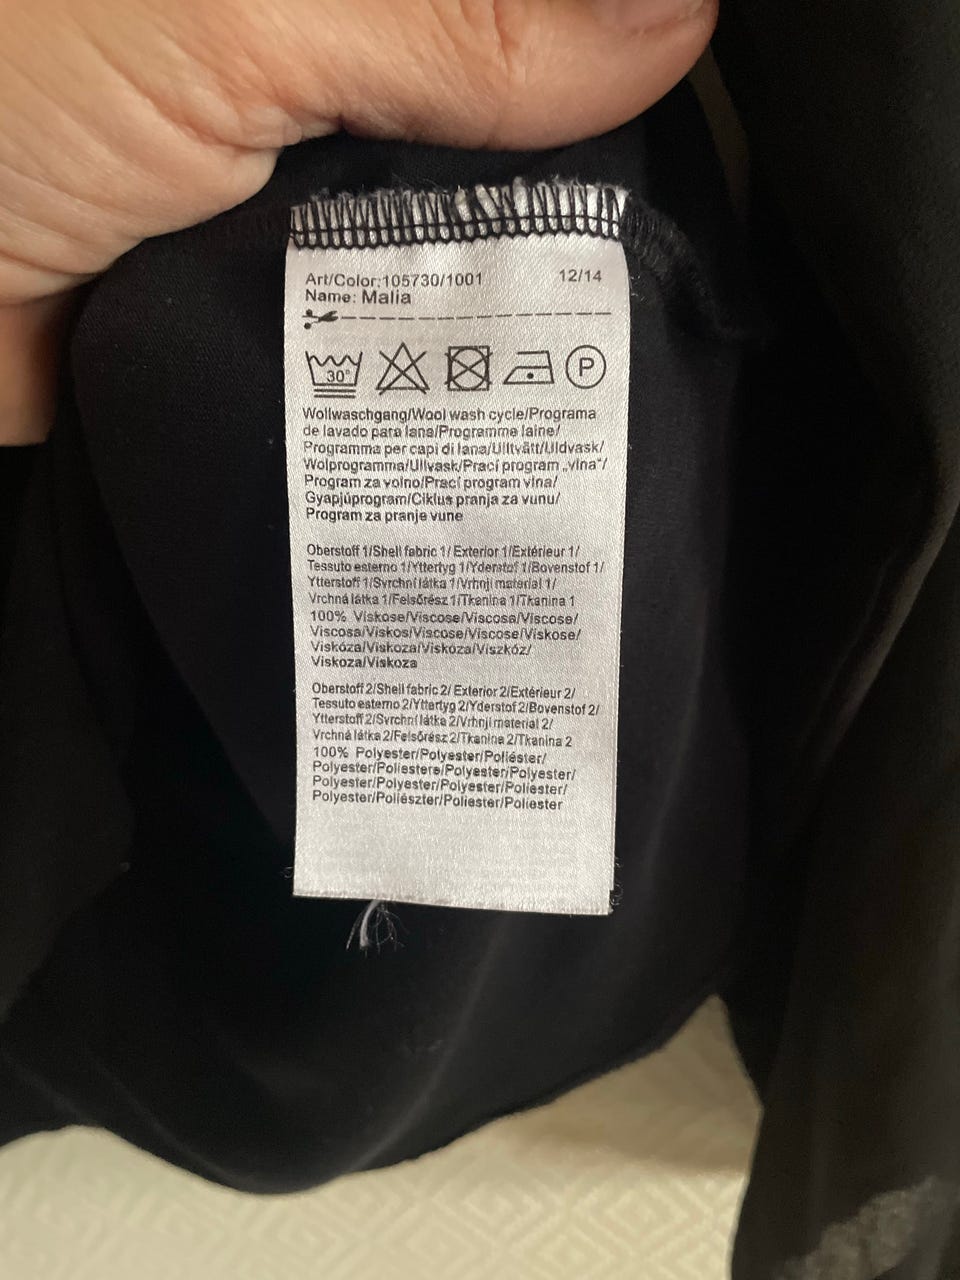 Art/Color:105730/1001 12/14
Name: Malia
30°
P
Wollwaschgang/Wool wash cycle/Programa
de lavado para lana/Programme laine/
Programma per capi di lana/Ulltvätt/Uldvask/
Wolprogramma/Ullvask/Prací program „vlna“/
Program za volno/Prací program vlna/
Gyapjúprogram/Ciklus pranja za vunu/
Program za pranje vune
Oberstoff 1/Shell fabric 1/ Exterior 1/Extérieur 1/
Tessuto esterno 1/Yttertyg 1/Yderstof 1/Bovenstof 1/
Ytterstoff 1/Svrchní látka 1/Vrhnji material 1/
Vrchná látka 1/Felsőrész 1/Tkanina 1/Tkanina 1
100% Viskose/Viscose/Viscosa/Viscose/
Viscosa/Viskos/Viscose/Viscose/Viskose/
Viskóza/Viskoza/Viskóza/Viszkóz/
Viskoza/Viskoza
Oberstoff 2/Shell fabric 2/ Exterior 2/Extérieur 2/
Tessuto esterno 2/Yttertyg 2/Yderstof 2/Bovenstof 2/
Ytterstoff 2/Svrchní látka 2/Vrhnji material 2/
Vrchná látka 2/Felsőrész 2/Tkanina 2/Tkanina 2
100% Polyester/Polyester/Poliéster/
Polyester/Poliestere/Polyester/Polyester/
Polyester/Polyester/Polyester/Poliester/
Polyester/Poliészter/Poliester/Poliester